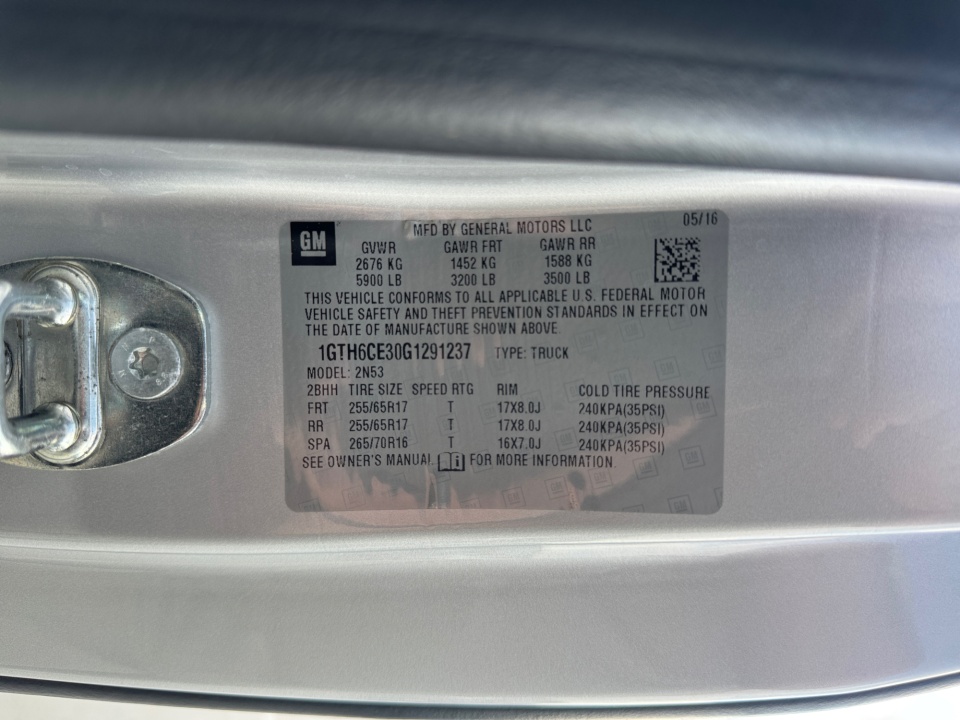 GM
MFD BY GENERAL MOTORS LLC 05/16
GVWR GAWR FRT GAWR RR
2676 KG 1452 KG 1588 KG
5900 LB 3200 LB 3500 LB
THIS VEHICLE CONFORMS TO ALL APPLICABLE U.S. FEDERAL MOTOR
VEHICLE SAFETY AND THEFT PREVENTION STANDARDS IN EFFECT ON
THE DATE OF MANUFACTURE SHOWN ABOVE.
1GTH6CE30G1291237 TYPE: TRUCK
MODEL: 2N53
2BHH TIRE SIZE SPEED RTG RIM COLD TIRE PRESSURE
FRT 255/65R17 T 17X8.0J 240KPA(35PSI)
RR 255/65R17 T 17X8.0J 240KPA(35PSI)
SPA 265/70R16 T 16X7.0J 240KPA(35PSI)
SEE OWNER'S MANUAL FOR MORE INFORMATION.